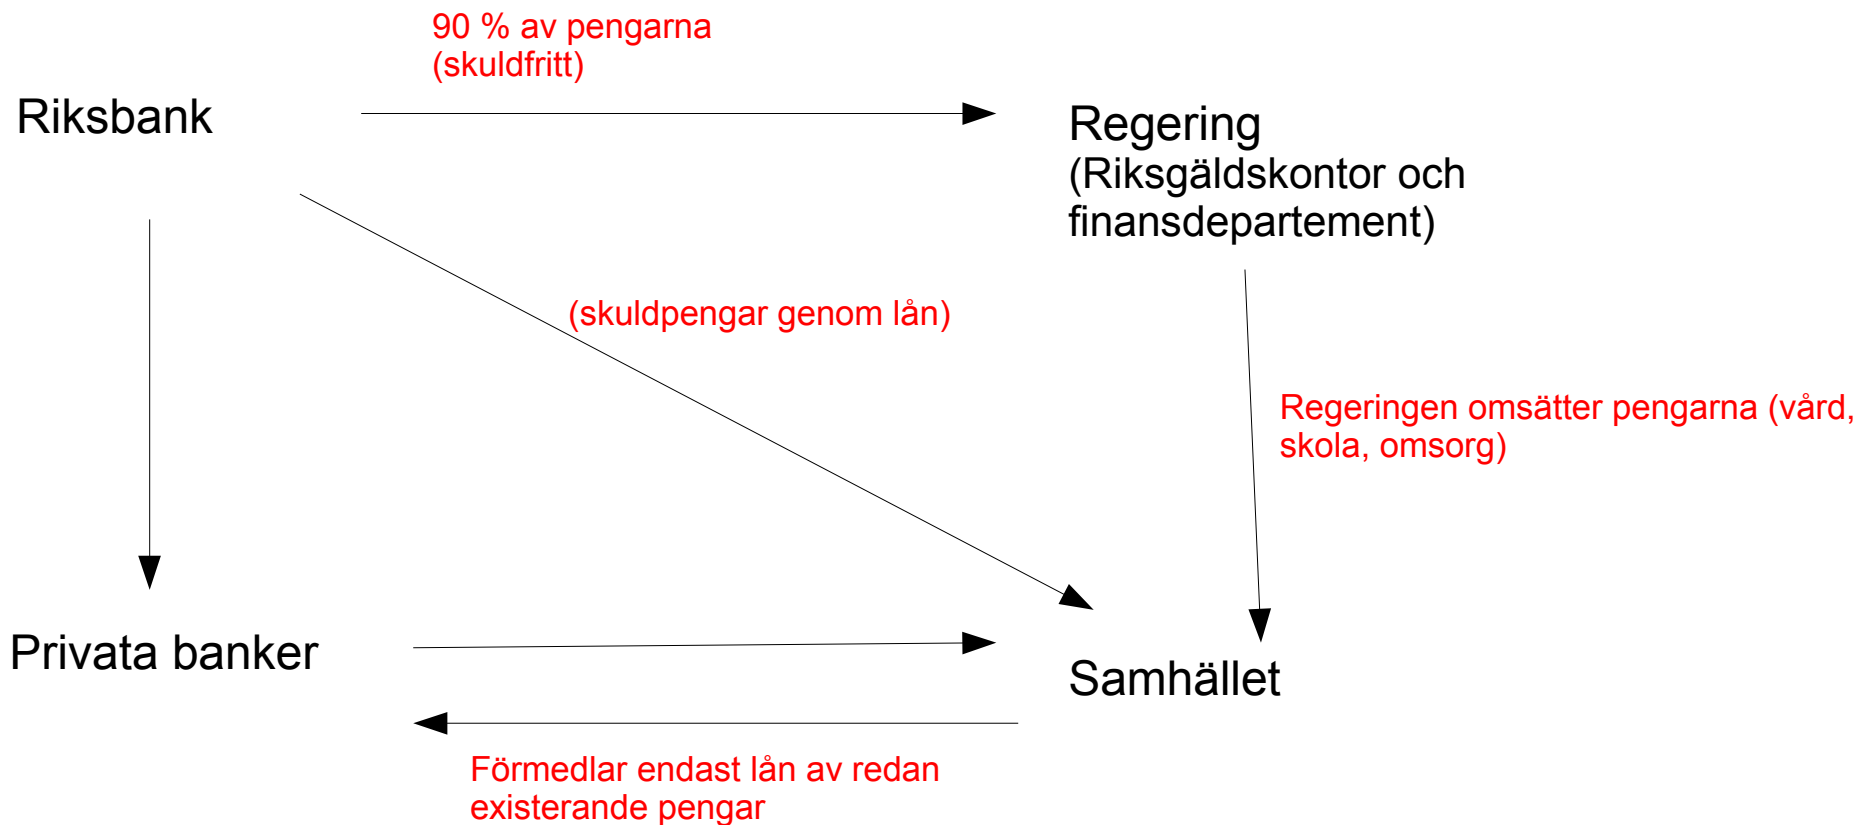 90 % av pengarna
(skuldfritt)
Riksbank
Regering
(Riksgäldskontor och
finansdepartement)
(skuldpengar genom lån)
Regeringen omsätter pengarna (vård,
skola, omsorg)
Privata banker
Samhället
Förmedlar endast lån av redan
existerande pengar